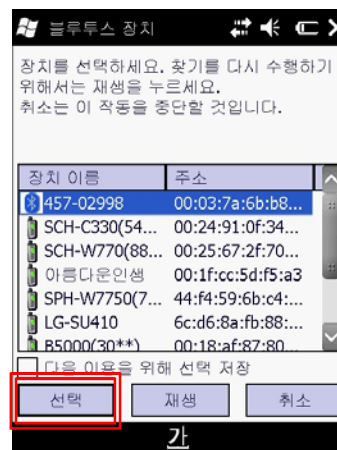 블루투스 장치
장치를 선택하세요. 찾기를 다시 수행하기
위해서는 재생을 누르세요.
취소는 이 작동을 중단할 것입니다.
장치 이름 주소
457-02998 00:03:7a:6b:b8...
SCH-C330(54... 00:24:91:0f:34...
SCH-W770(88... 00:25:67:2f:70...
아름다운인생 00:1f:cc:5d:f5:a3
SPH-W7750(7... 44:f4:59:6b:c4:...
LG-SU410 6c:d6:8a:fb:88:...
B5000(30**) 00:18:af:87:80...
다음 이용을 위해 선택 저장
선택 재생 취소
가